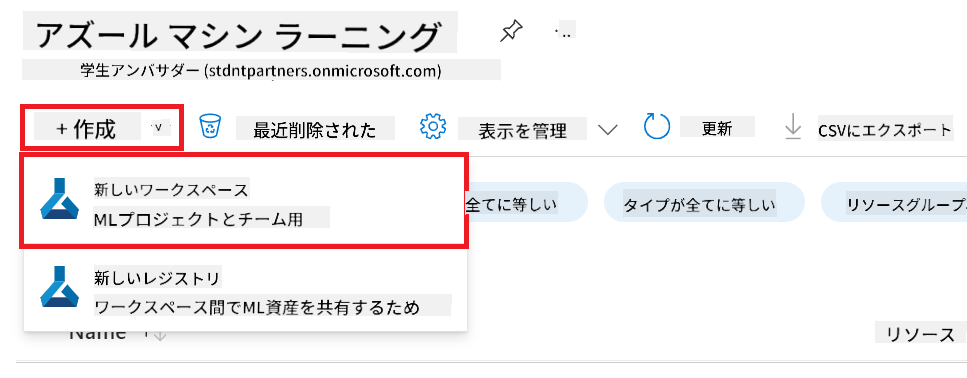 アズール マシン ラーニング
学生アンバサダー (stdntpartners.onmicrosoft.com)
+ 作成 最近削除された 表示を管理 更新 CSVにエクスポート
新しいワークスペース
MLプロジェクトとチーム用
全てに等しい タイプが全てに等しい リソースグループ
新しいレジストリ
ワークスペース間でML資産を共有するため
Name リソース